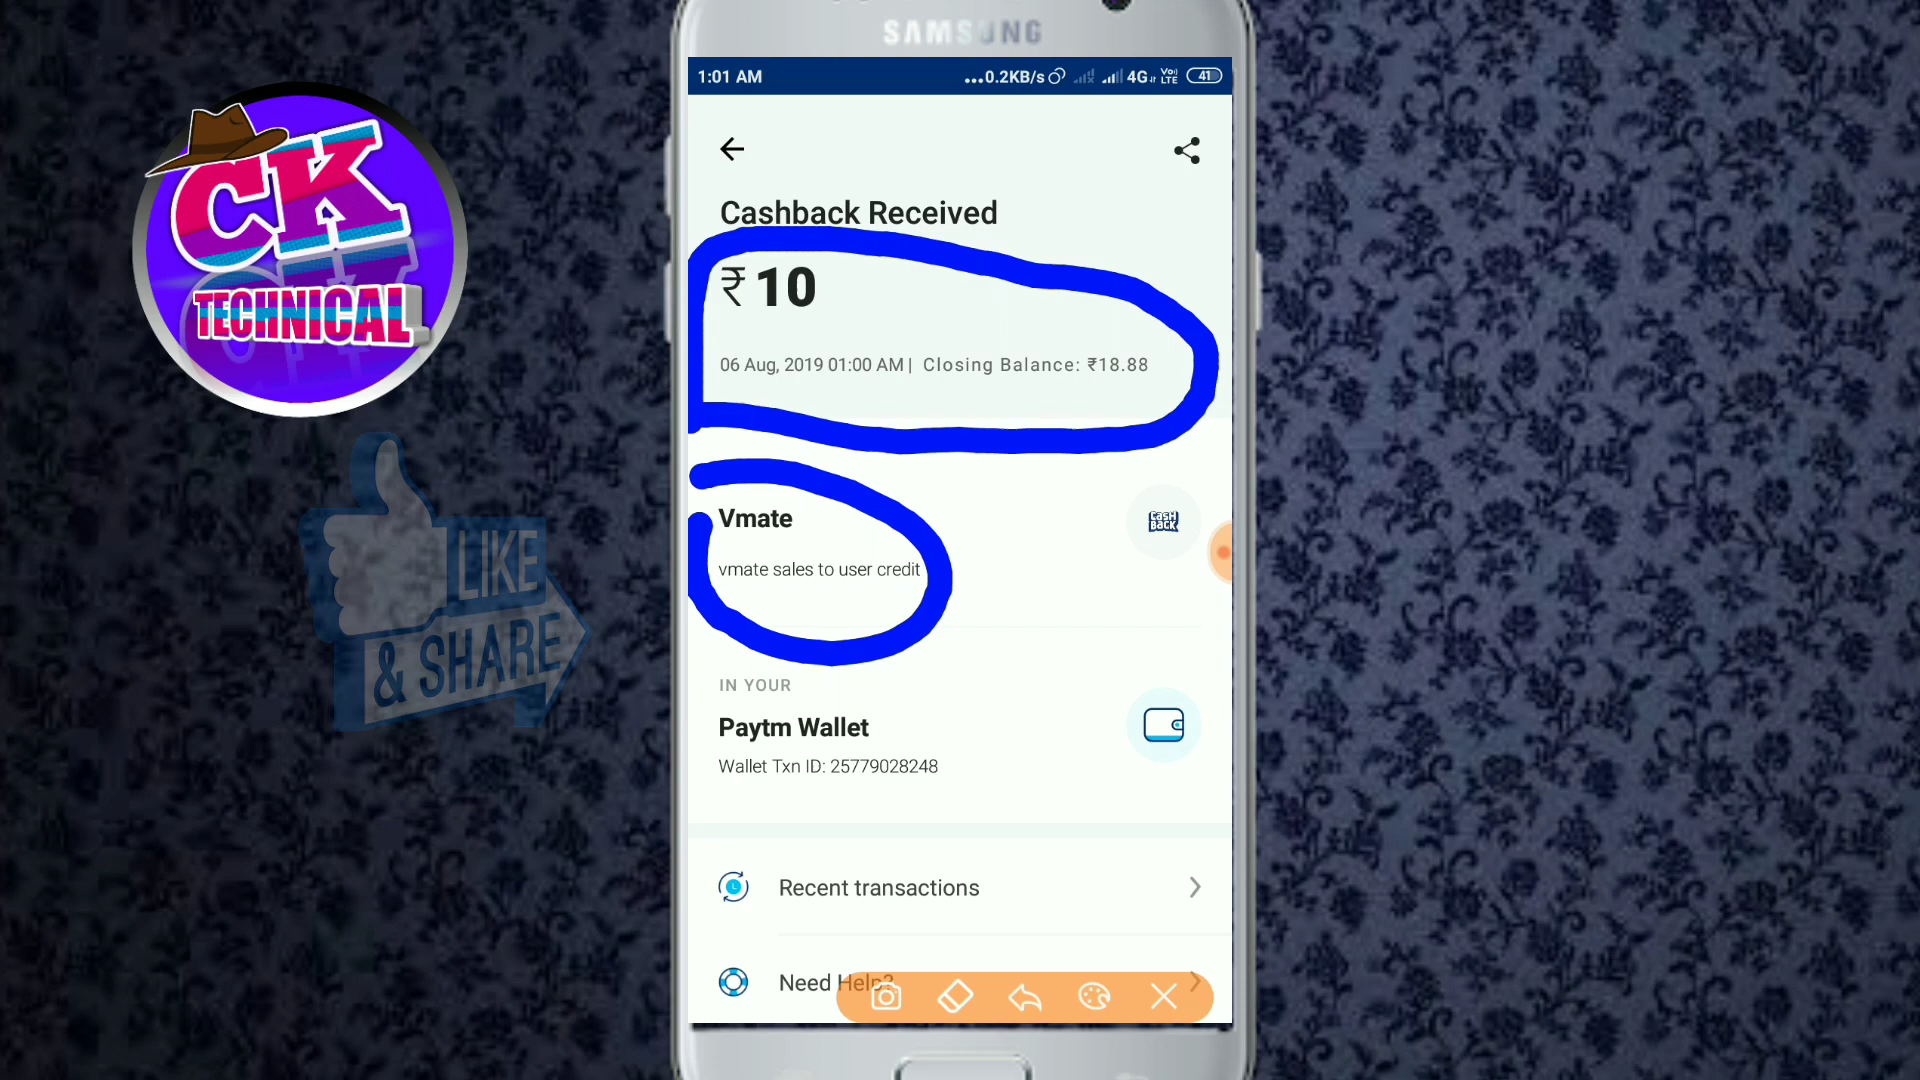 CK
TECHNICAL
LIKE
& SHARE
SAMSUNG
1:01 AM
...0.2KB/s 4G Vo)) LTE 41
Cashback Received
₹10
06 Aug, 2019 01:00 AM | Closing Balance: ₹18.88
Vmate
CASH
BACK
vmate sales to user credit
IN YOUR
Paytm Wallet
Wallet Txn ID: 25779028248
Recent transactions
Need Help?